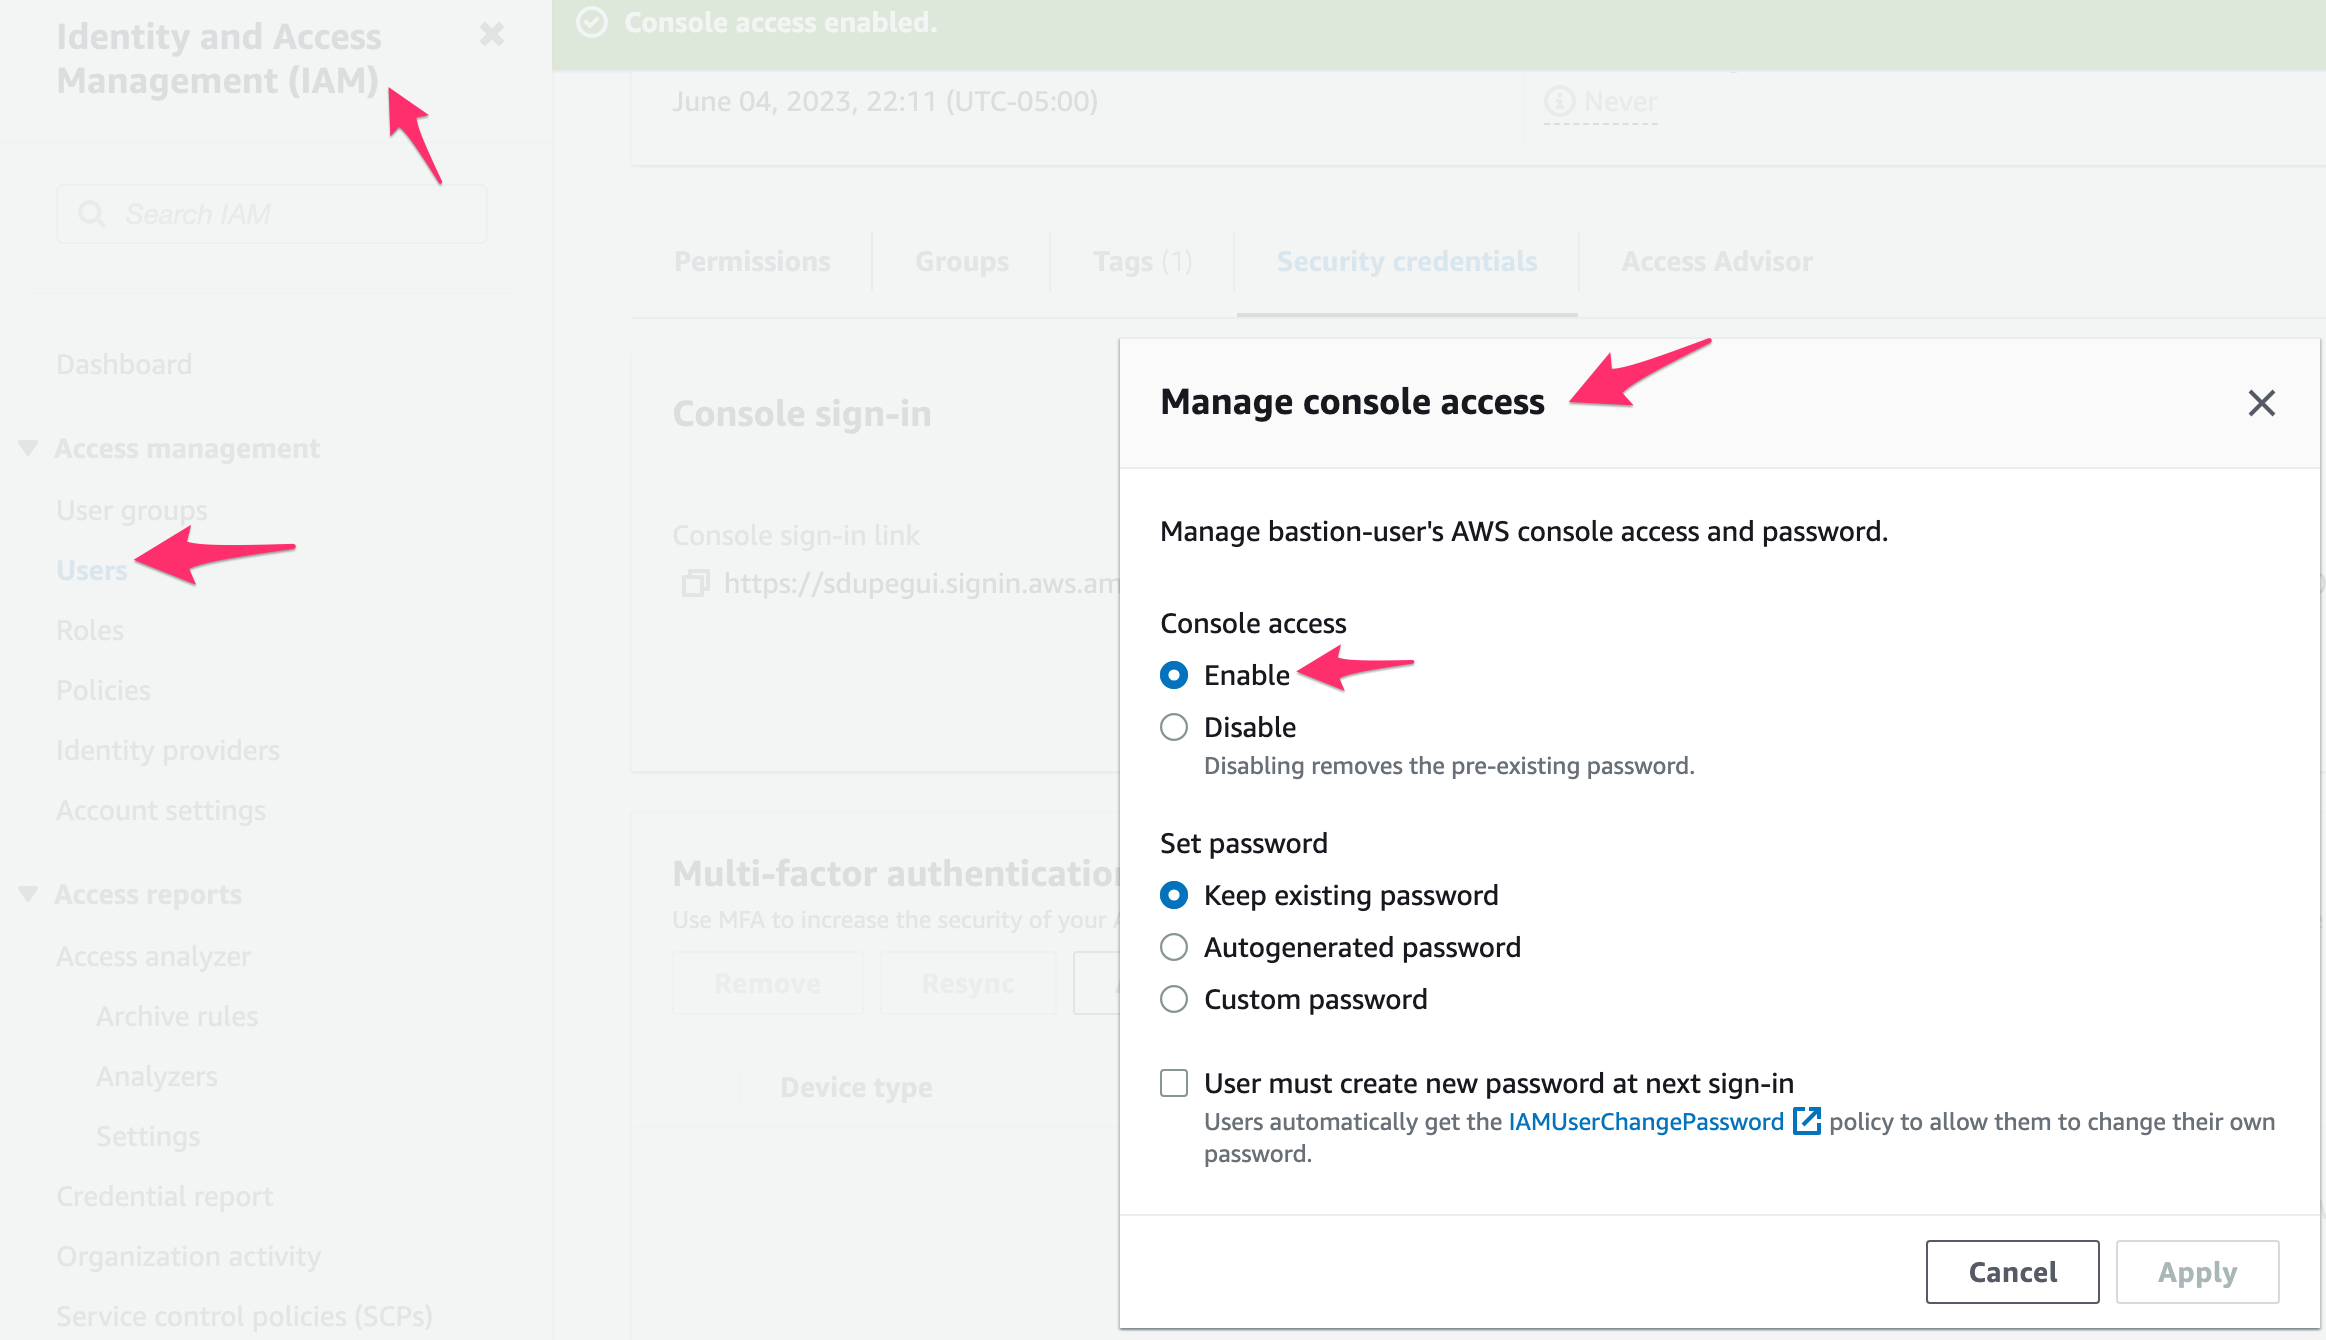 Identity and Access
Management (IAM)
Search IAM
Dashboard
Access management
User groups
Users
Roles
Policies
Identity providers
Account settings
Access reports
Access analyzer
Archive rules
Analyzers
Settings
Credential report
Organization activity
Service control policies (SCPs)
Console access enabled.
June 04, 2023, 22:11 (UTC-05:00)
Never
Permissions
Groups
Tags (1)
Security credentials
Access Advisor
Console sign-in
Console sign-in link
https://sdupegui.signin.aws.am
Multi-factor authentication
Use MFA to increase the security of your
Remove
Resync
Device type
Manage console access
Manage bastion-user's AWS console access and password.
Console access
Enable
Disable
Disabling removes the pre-existing password.
Set password
Keep existing password
Autogenerated password
Custom password
User must create new password at next sign-in
Users automatically get the IAMUserChangePassword policy to allow them to change their own
password.
Cancel
Apply